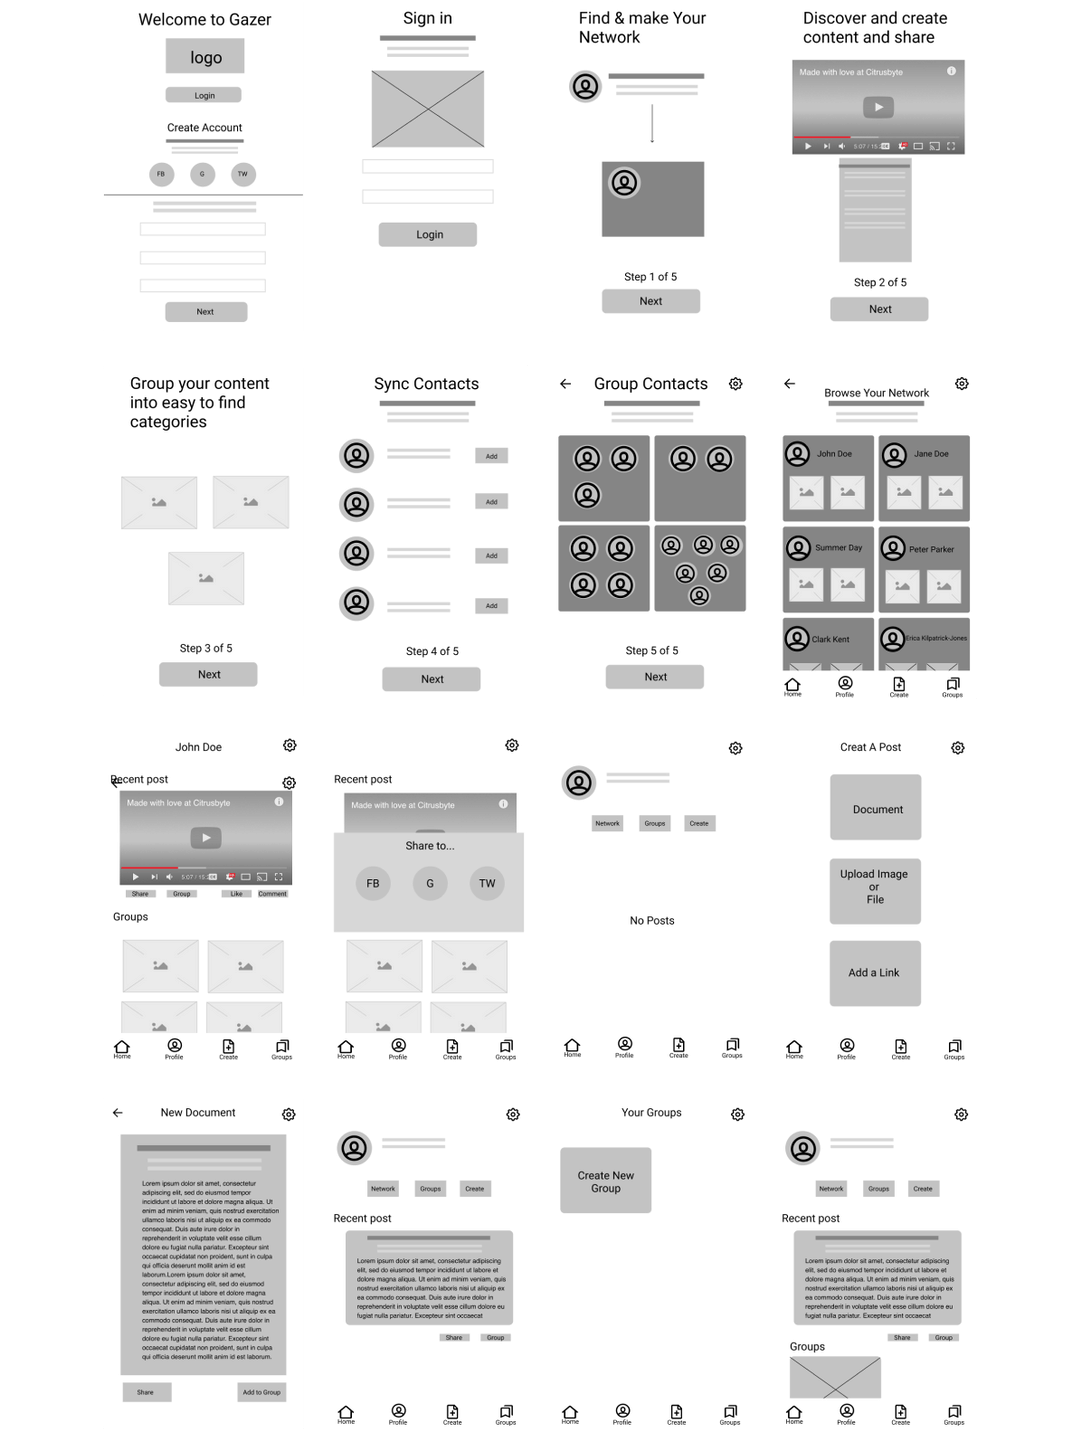 Welcome to Gazer
logo
Login
Create Account
FB
G
TW
Next
Sign in
Login
Find & make Your
Network
Step 1 of 5
Next
Discover and create
content and share
Made with love at Citrusbyte
5:07 / 15:
Step 2 of 5
Next
Group your content
into easy to find
categories
Step 3 of 5
Next
Sync Contacts
Add
Add
Add
Add
Step 4 of 5
Next
Group Contacts
Step 5 of 5
Next
Browse Your Network
John Doe
Jane Doe
Summer Day
Peter Parker
Clark Kent
Erica Kilpatrick-Jones
Home
Profile
Create
Groups
John Doe
Recent post
Made with love at Citrusbyte
5:07 / 15:
Share
Group
Like
Comment
Groups
Home
Profile
Create
Groups
Recent post
Made with love at Citrusbyte
Share to...
FB
G
TW
Home
Profile
Create
Groups
Network
Groups
Create
No Posts
Home
Profile
Create
Groups
Creat A Post
Document
Upload Image
or
File
Add a Link
Home
Profile
Create
Groups
New Document
Lorem ipsum dolor sit amet, consectetur
adipiscing elit, sed do eiusmod tempor
incididunt ut labore et dolore magna aliqua. Ut
enim ad minim veniam, quis nostrud exercitation
ullamco laboris nisi ut aliquip ex ea commodo
consequat. Duis aute irure dolor in
reprehenderit in voluptate velit esse cillum
dolore eu fugiat nulla pariatur. Excepteur sint
occaecat cupidatat non proident, sunt in culpa
qui officia deserunt mollit anim id est
laborum.Lorem ipsum dolor sit amet,
consectetur adipiscing elit, sed do eiusmod
tempor incididunt ut labore et dolore magna
aliqua. Ut enim ad minim veniam, quis nostrud
exercitation ullamco laboris nisi ut aliquip ex ea
commodo consequat. Duis aute irure dolor in
reprehenderit in voluptate velit esse cillum
dolore eu fugiat nulla pariatur. Excepteur sint
occaecat cupidatat non proident, sunt in culpa
qui officia deserunt mollit anim id est laborum.
Share
Add to Group
Network
Groups
Create
Recent post
Lorem ipsum dolor sit amet, consectetur adipiscing
elit, sed do eiusmod tempor incididunt ut labore et
dolore magna aliqua. Ut enim ad minim veniam, quis
nostrud exercitation ullamco laboris nisi ut aliquip ex
ea commodo consequat. Duis aute irure dolor in
reprehenderit in voluptate velit esse cillum dolore eu
fugiat nulla pariatur. Excepteur sint occaecat
Share
Group
Home
Profile
Create
Groups
Your Groups
Create New
Group
Home
Profile
Create
Groups
Network
Groups
Create
Recent post
Lorem ipsum dolor sit amet, consectetur adipiscing
elit, sed do eiusmod tempor incididunt ut labore et
dolore magna aliqua. Ut enim ad minim veniam, quis
nostrud exercitation ullamco laboris nisi ut aliquip ex
ea commodo consequat. Duis aute irure dolor in
reprehenderit in voluptate velit esse cillum dolore eu
fugiat nulla pariatur. Excepteur sint occaecat
Share
Group
Groups
Home
Profile
Create
Groups